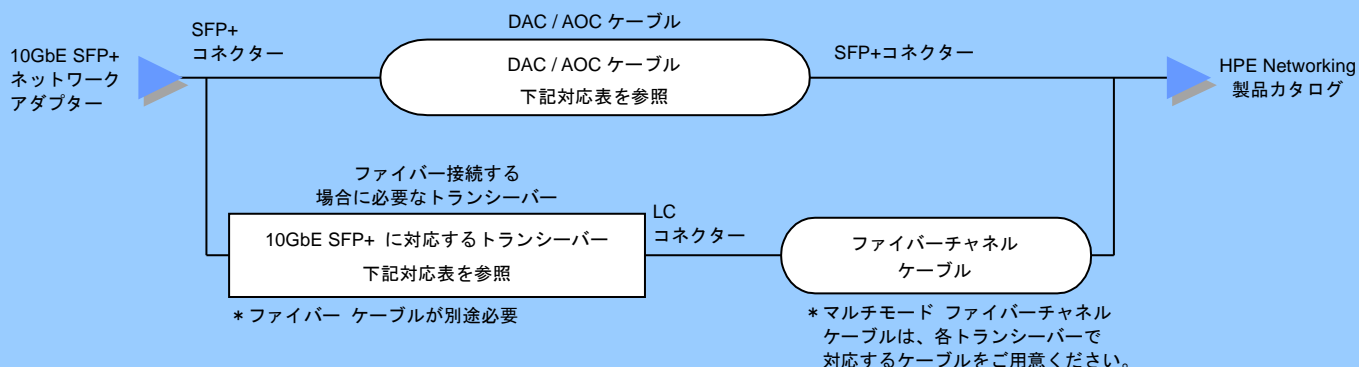 10GbE SFP+
ネットワーク
アダプター
SFP+
コネクター
DAC / AOC ケーブル
DAC / AOC ケーブル
下記対応表を参照
SFP+コネクター
HPE Networking
製品カタログ
ファイバー接続する
場合に必要なトランシーバー
10GbE SFP+ に対応するトランシーバー
下記対応表を参照
*ファイバー ケーブルが別途必要
LC
コネクター
ファイバーチャネル
ケーブル
*マルチモード ファイバーチャネル
ケーブルは、各トランシーバーで
対応するケーブルをご用意ください。